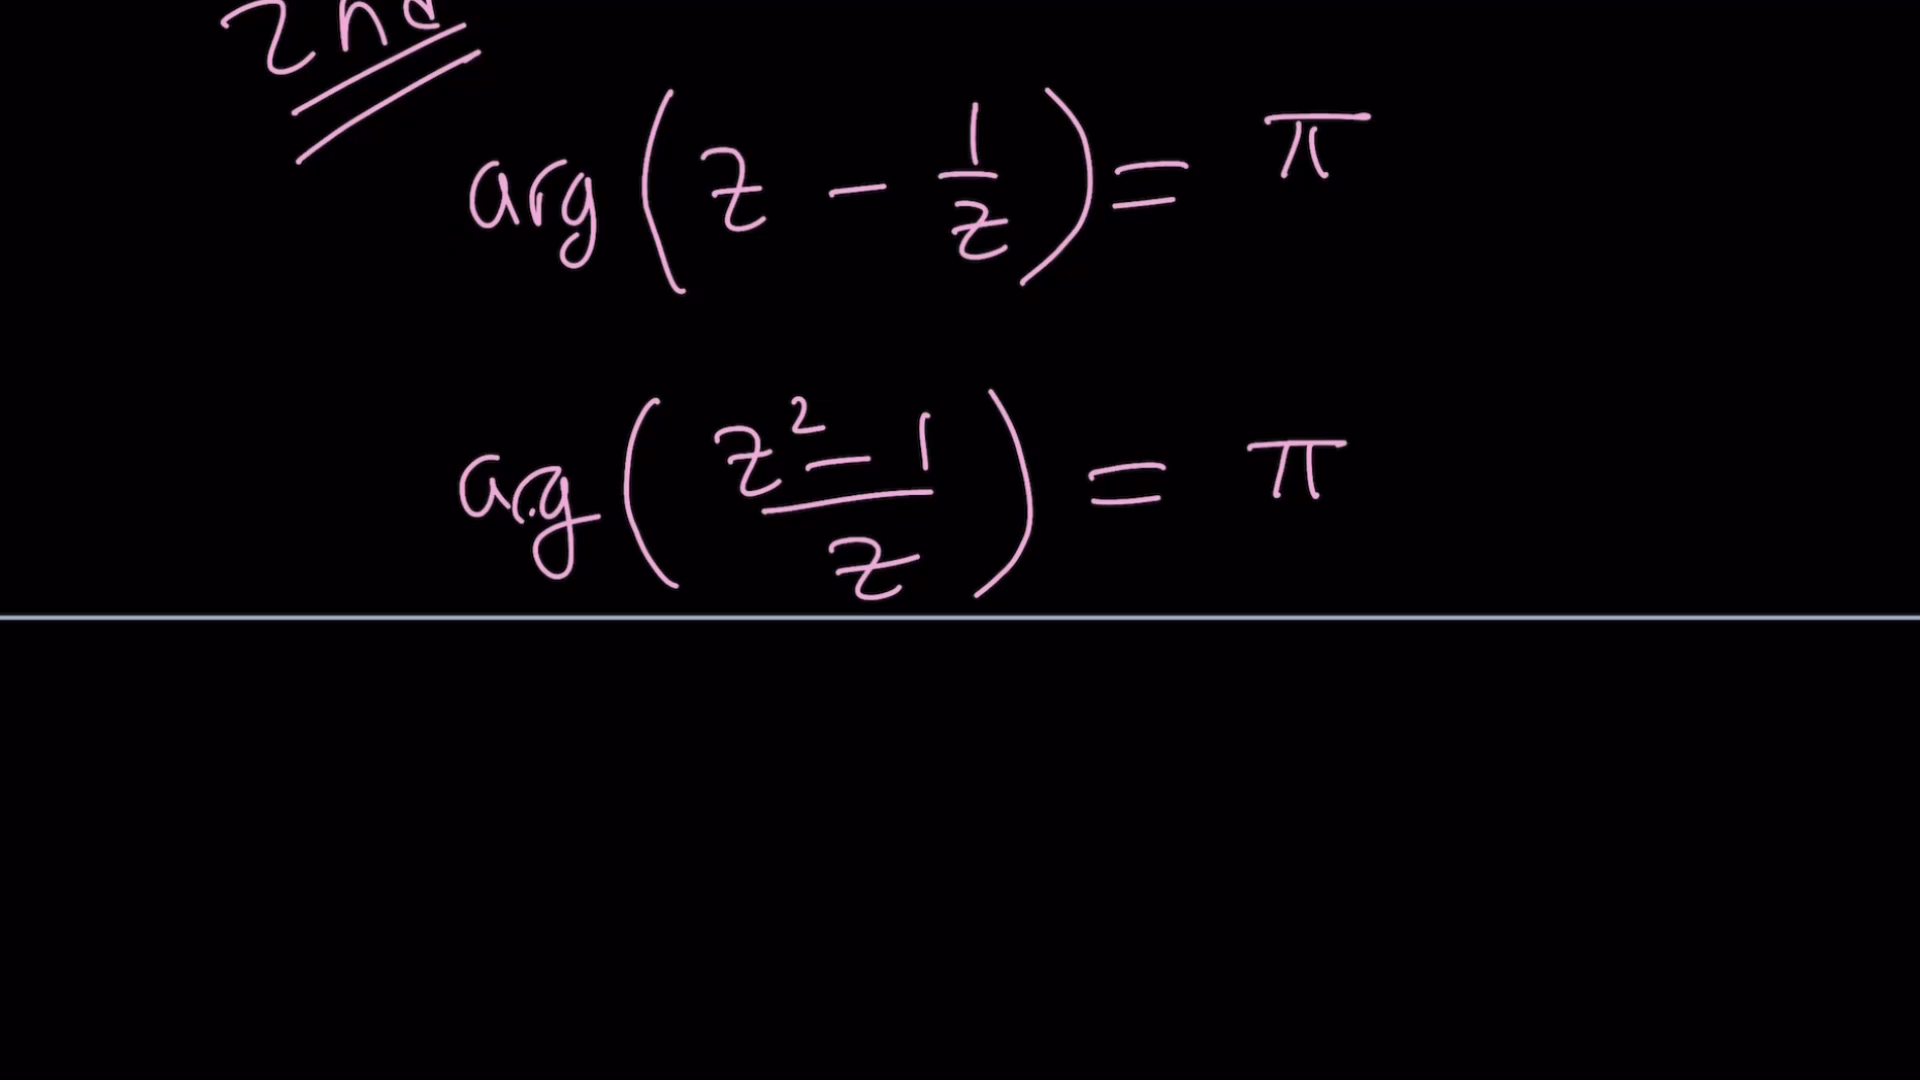 2nd
arg(z - 1/z) = π
arg((z² - 1)/z) = π